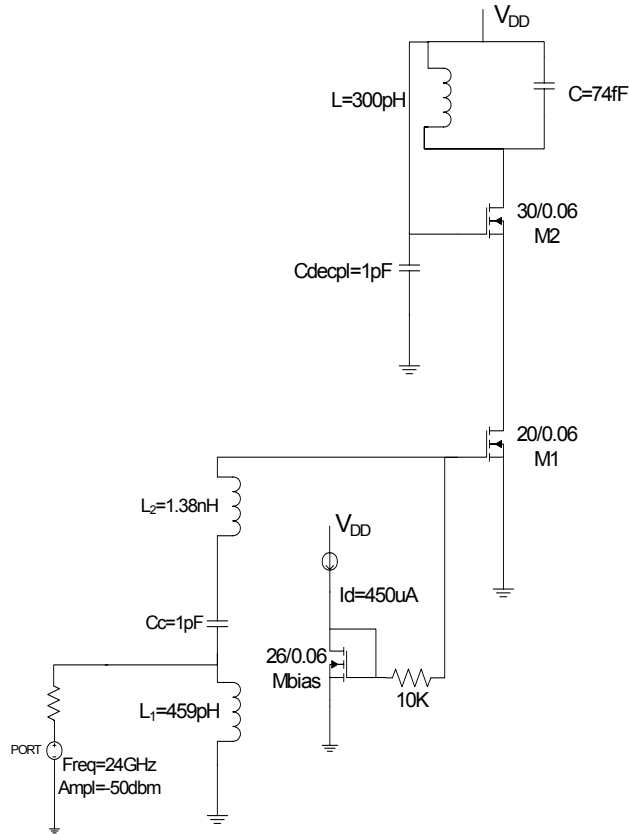 VDD
L=300pH
C=74fF
30/0.06
M2
Cdecpl=1pF
20/0.06
M1
L2=1.38nH
VDD
Id=450uA
Cc=1pF
26/0.06
Mbias
10K
L1=459pH
PORT
Freq=24GHz
Ampl=-50dbm